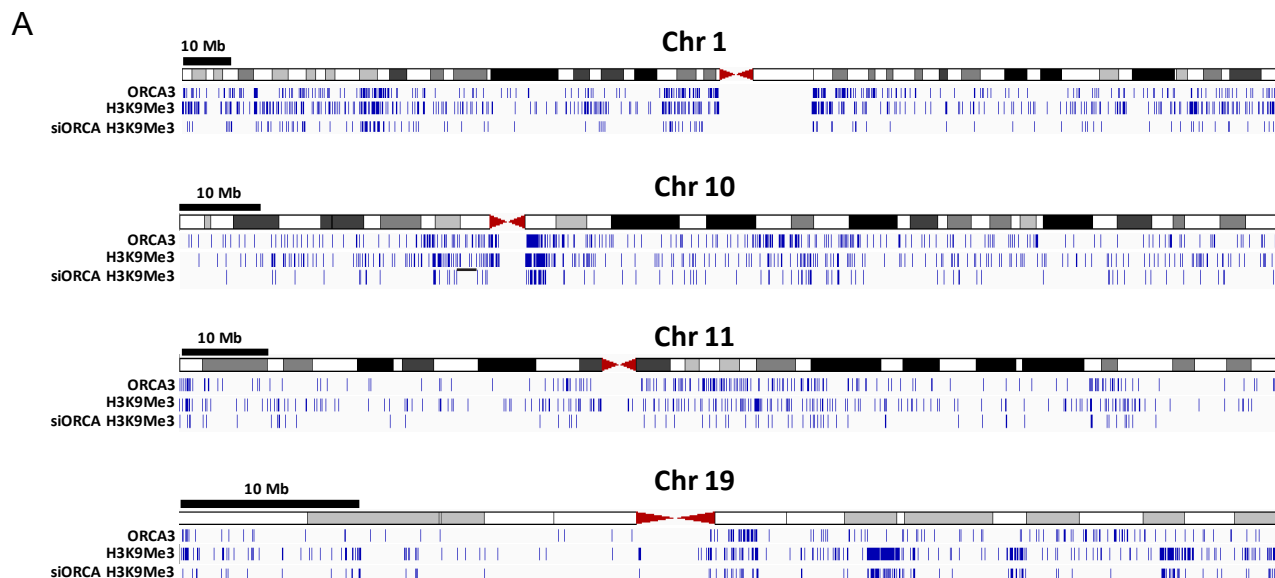 A
Chr 1
10 Mb
ORCA3
H3K9Me3
siORCA H3K9Me3
Chr 10
10 Mb
ORCA3
H3K9Me3
siORCA H3K9Me3
Chr 11
10 Mb
ORCA3
H3K9Me3
siORCA H3K9Me3
Chr 19
10 Mb
ORCA3
H3K9Me3
siORCA H3K9Me3